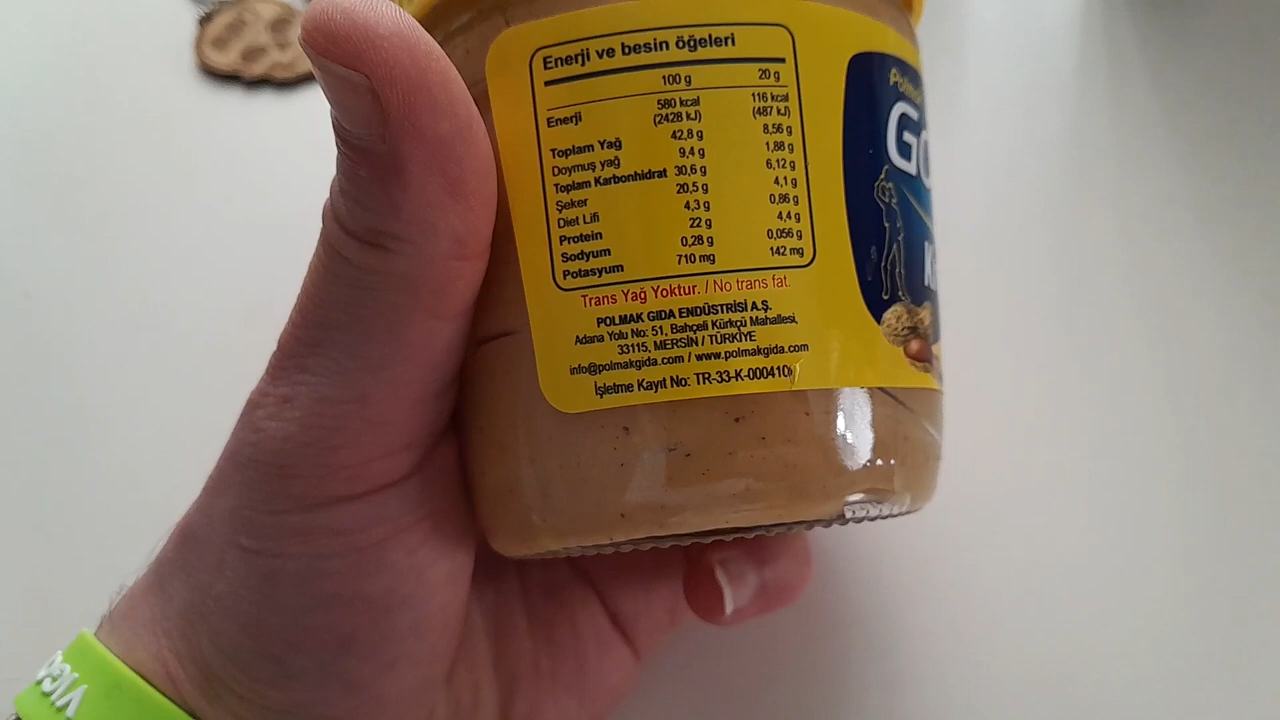 Enerji ve besin öğeleri
100 g 20 g
Enerji 580 kcal (2428 kJ) 116 kcal (487 kJ)
Toplam Yağ 42,8 g 8,56 g
Doymuş yağ 9,4 g 1,88 g
Toplam Karbonhidrat 30,6 g 6,12 g
Şeker 20,5 g 4,1 g
Diet Lifi 4,3 g 0,86 g
Protein 22 g 4,4 g
Sodyum 0,28 g 0,056 g
Potasyum 710 mg 142 mg
Trans Yağ Yoktur. / No trans fat.
POLMAK GIDA ENDÜSTRİSİ A.Ş.
Adana Yolu No: 51, Bahçeli Kürkçü Mahallesi,
33115, MERSİN / TÜRKİYE
info@polmakgida.com / www.polmakgida.com
İşletme Kayıt No: TR-33-K-000410